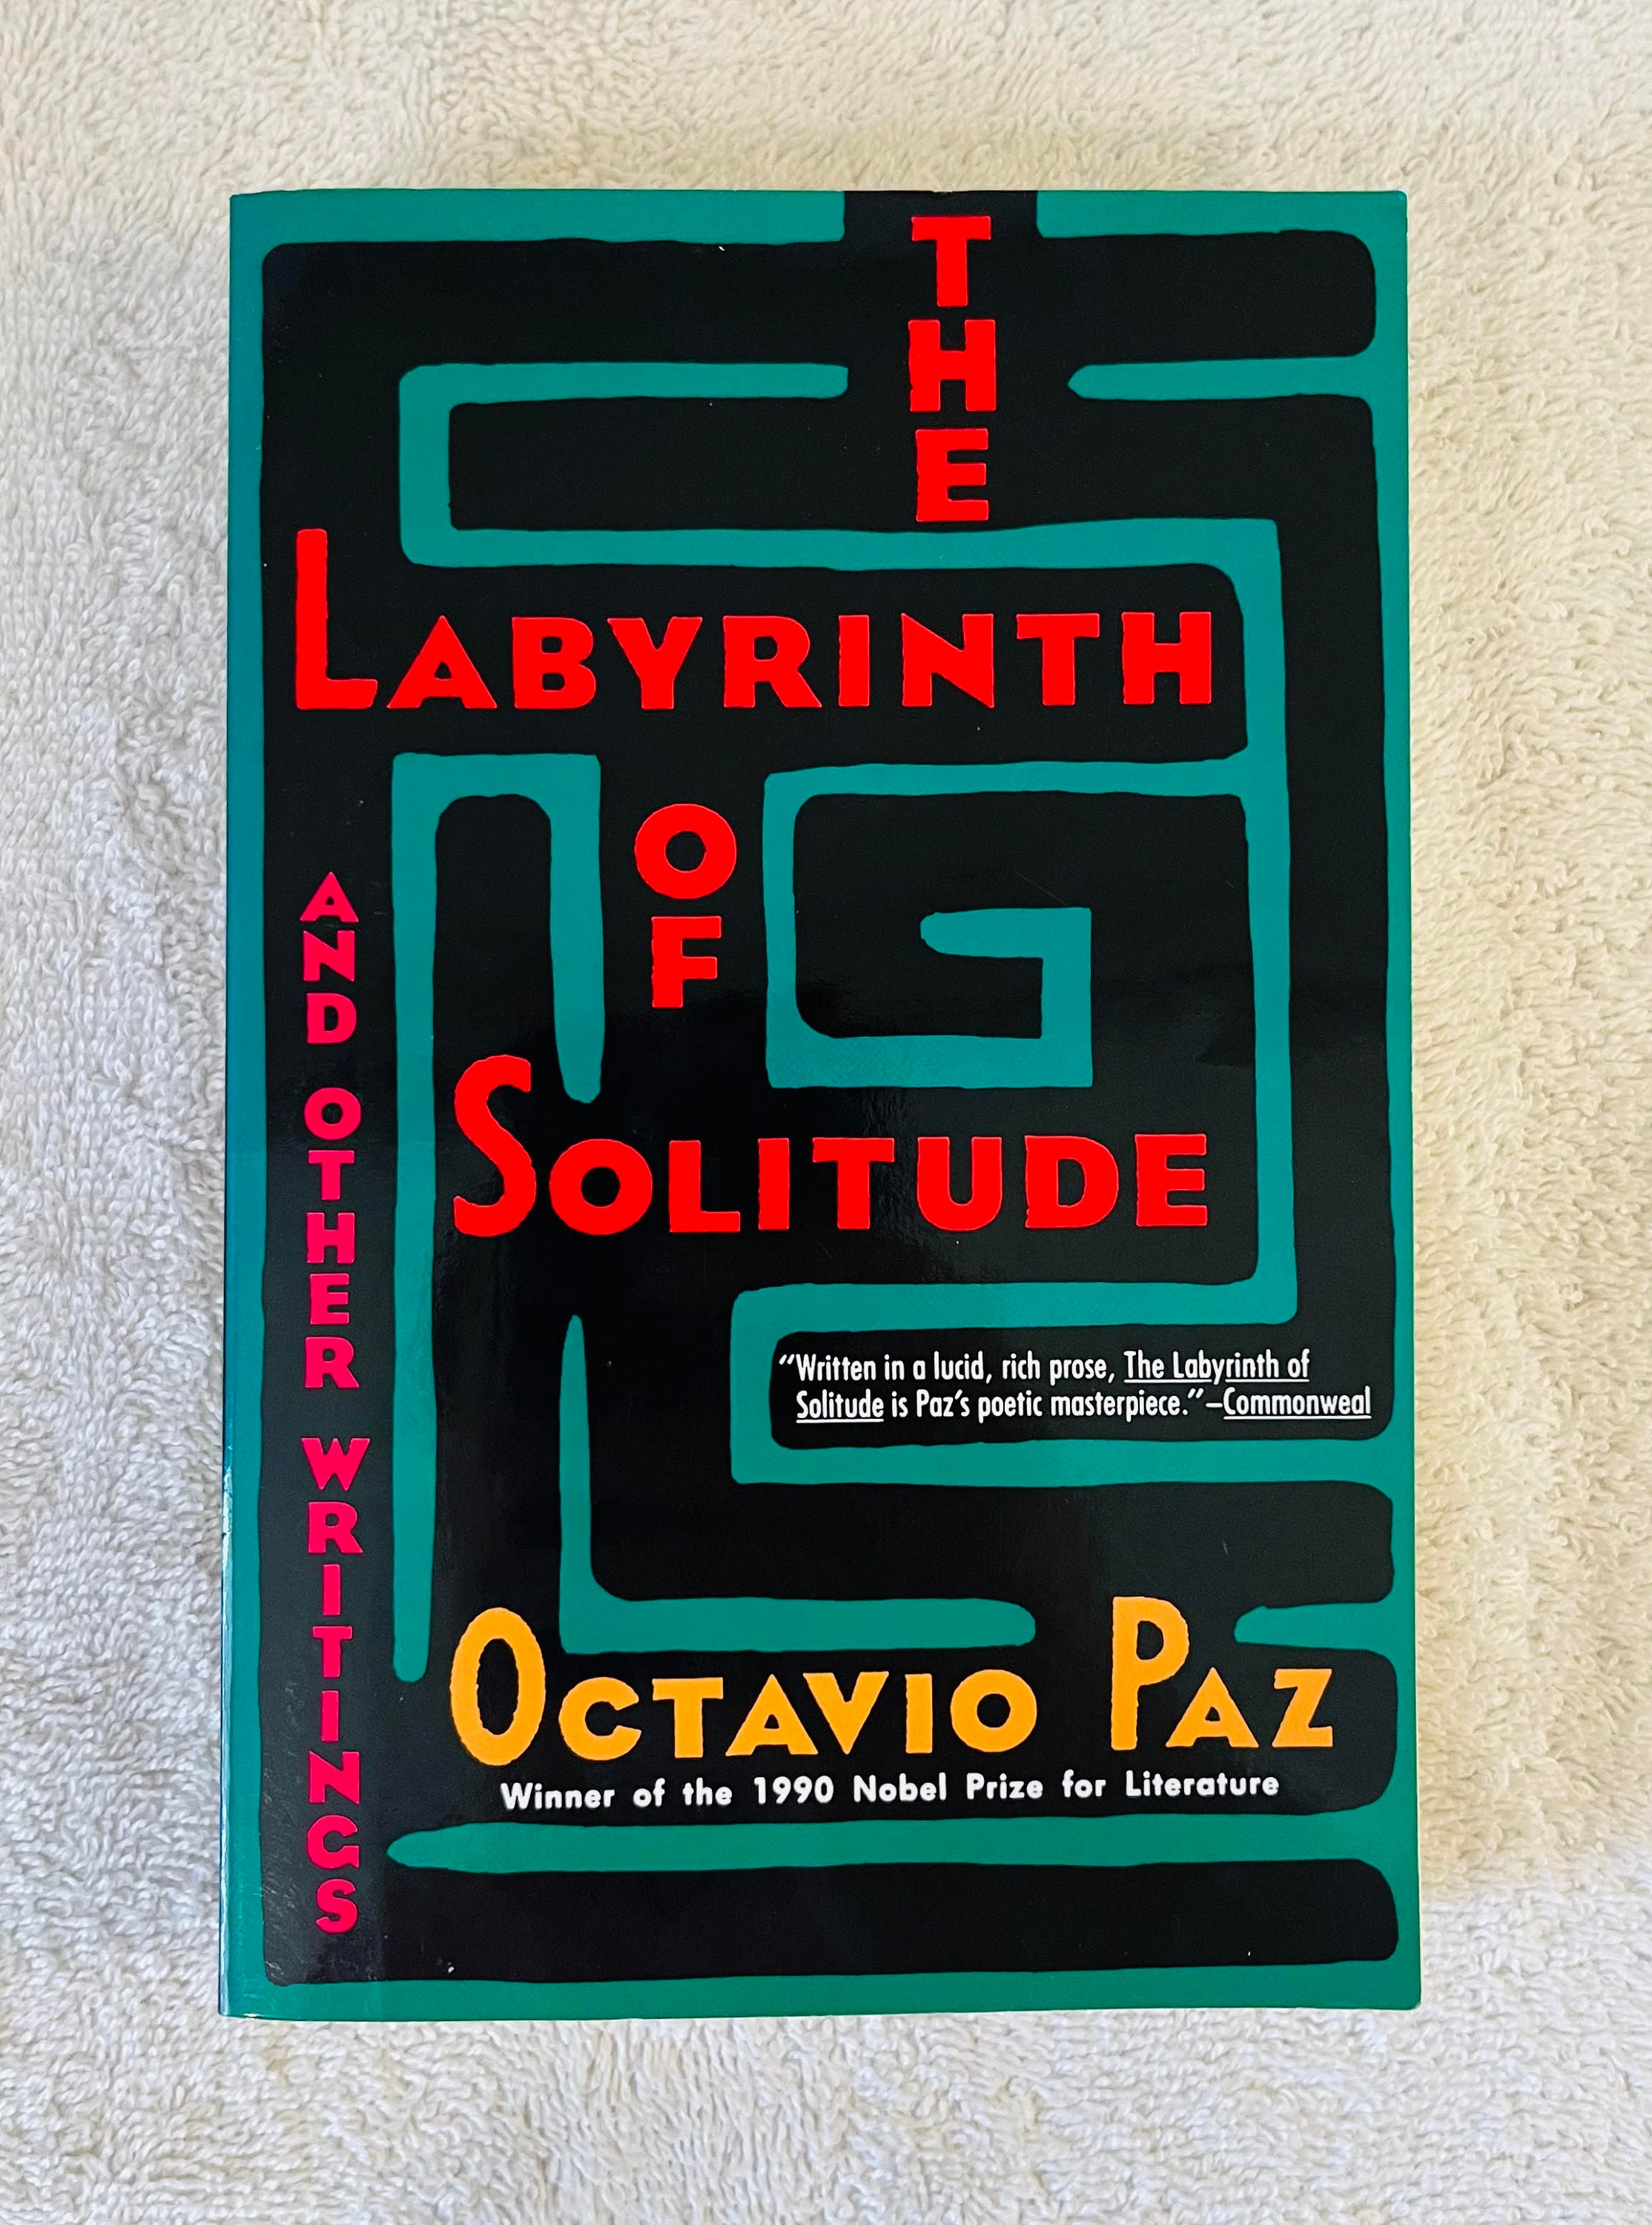 THE
LABYRINTH
OF
SOLITUDE
AND OTHER WRITINGS
"Written in a lucid, rich prose, The Labyrinth of
Solitude is Paz's poetic masterpiece."–Commonweal
OCTAVIO PAZ
Winner of the 1990 Nobel Prize for Literature